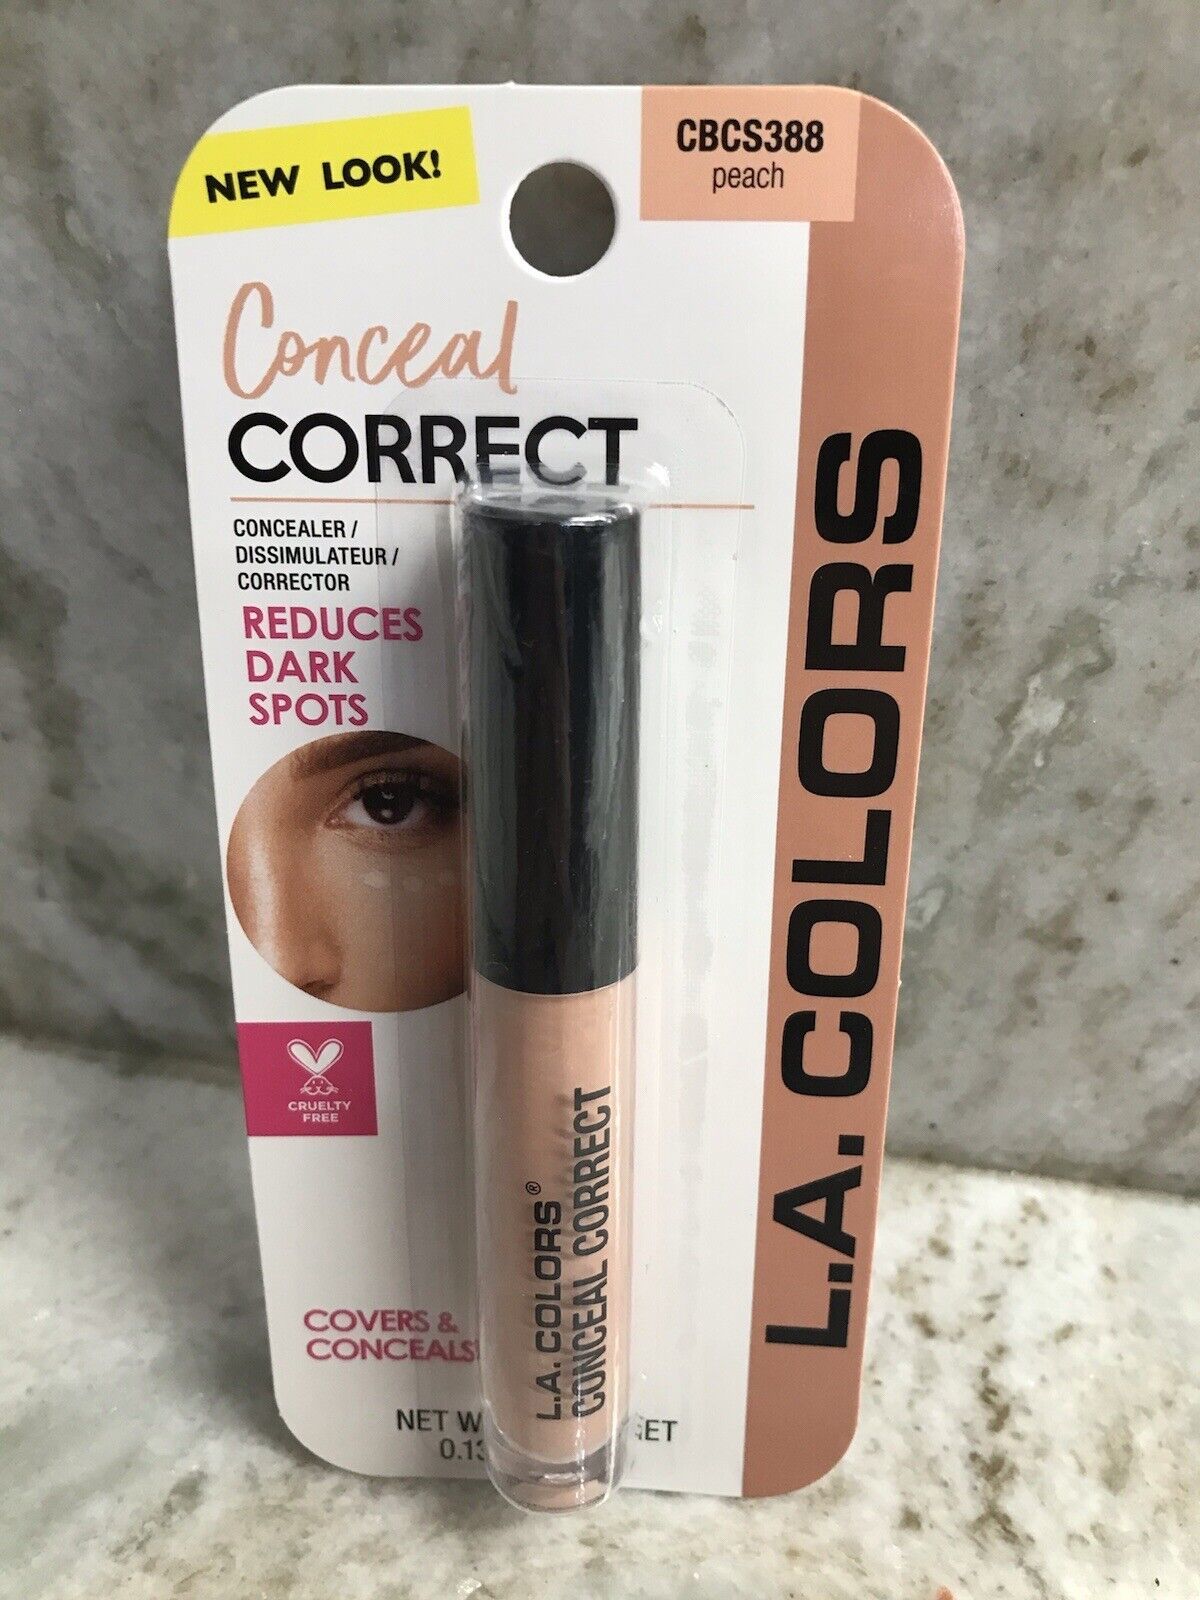 NEW LOOK!
CBCS388
peach
Conceal
CORRECT
CONCEALER /
DISSIMULATEUR /
CORRECTOR
REDUCES
DARK
SPOTS
CRUELTY
FREE
COVERS &
CONCEALS
NET
L.A. COLORS®
CONCEAL CORRECT
L.A. COLORS